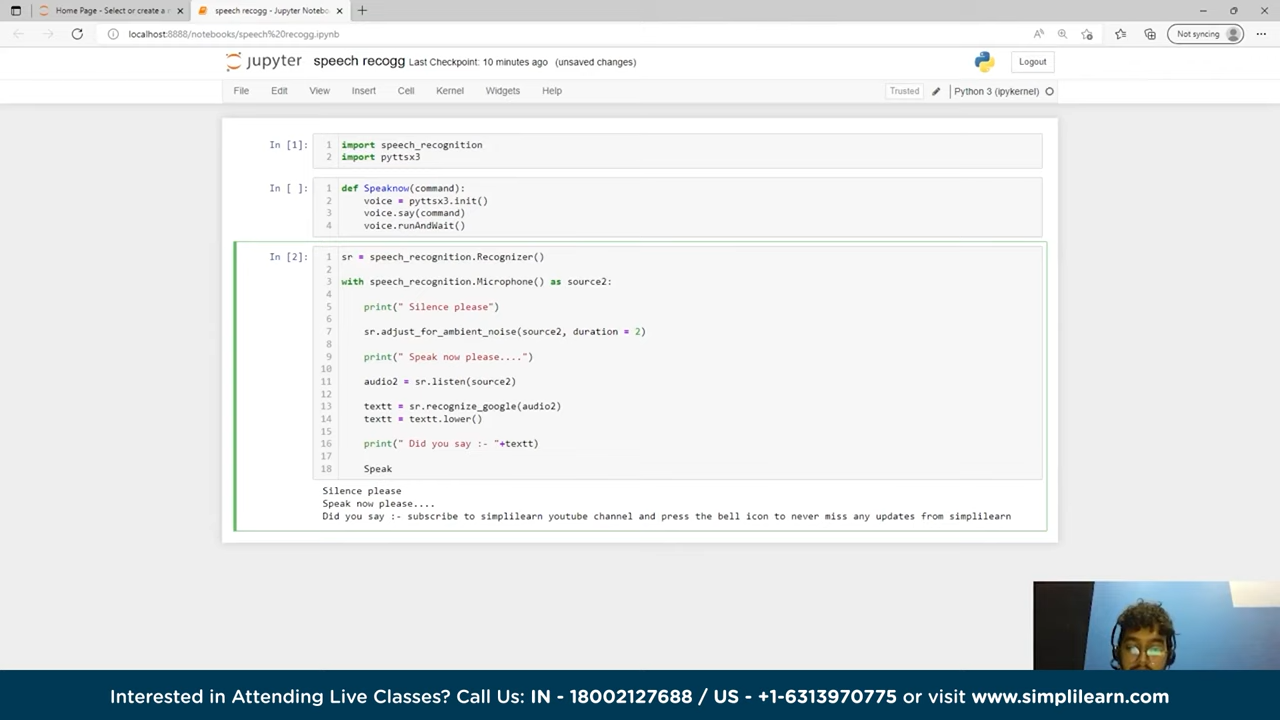 Home Page - Select or create a n
speech recogg - Jupyter Noteboo
localhost:8888/notebooks/speech%20recogg.ipynb
Not syncing
jupyter speech recogg Last Checkpoint: 10 minutes ago (unsaved changes)
Logout
File Edit View Insert Cell Kernel Widgets Help
Trusted Python 3 (ipykernel)
In [1]:
1 import speech_recognition
2 import pyttsx3
In [ ]:
1 def Speaknow(command):
2 voice = pyttsx3.init()
3 voice.say(command)
4 voice.runAndWait()
In [2]:
1 sr = speech_recognition.Recognizer()
2
3 with speech_recognition.Microphone() as source2:
4
5 print(" Silence please")
6
7 sr.adjust_for_ambient_noise(source2, duration = 2)
8
9 print(" Speak now please....")
10
11 audio2 = sr.listen(source2)
12
13 textt = sr.recognize_google(audio2)
14 textt = textt.lower()
15
16 print(" Did you say :- "+textt)
17
18 Speak
Silence please
Speak now please....
Did you say :- subscribe to simplilearn youtube channel and press the bell icon to never miss any updates from simplilearn
Interested in Attending Live Classes? Call Us: IN - 18002127688 / US - +1-6313970775 or visit www.simplilearn.com